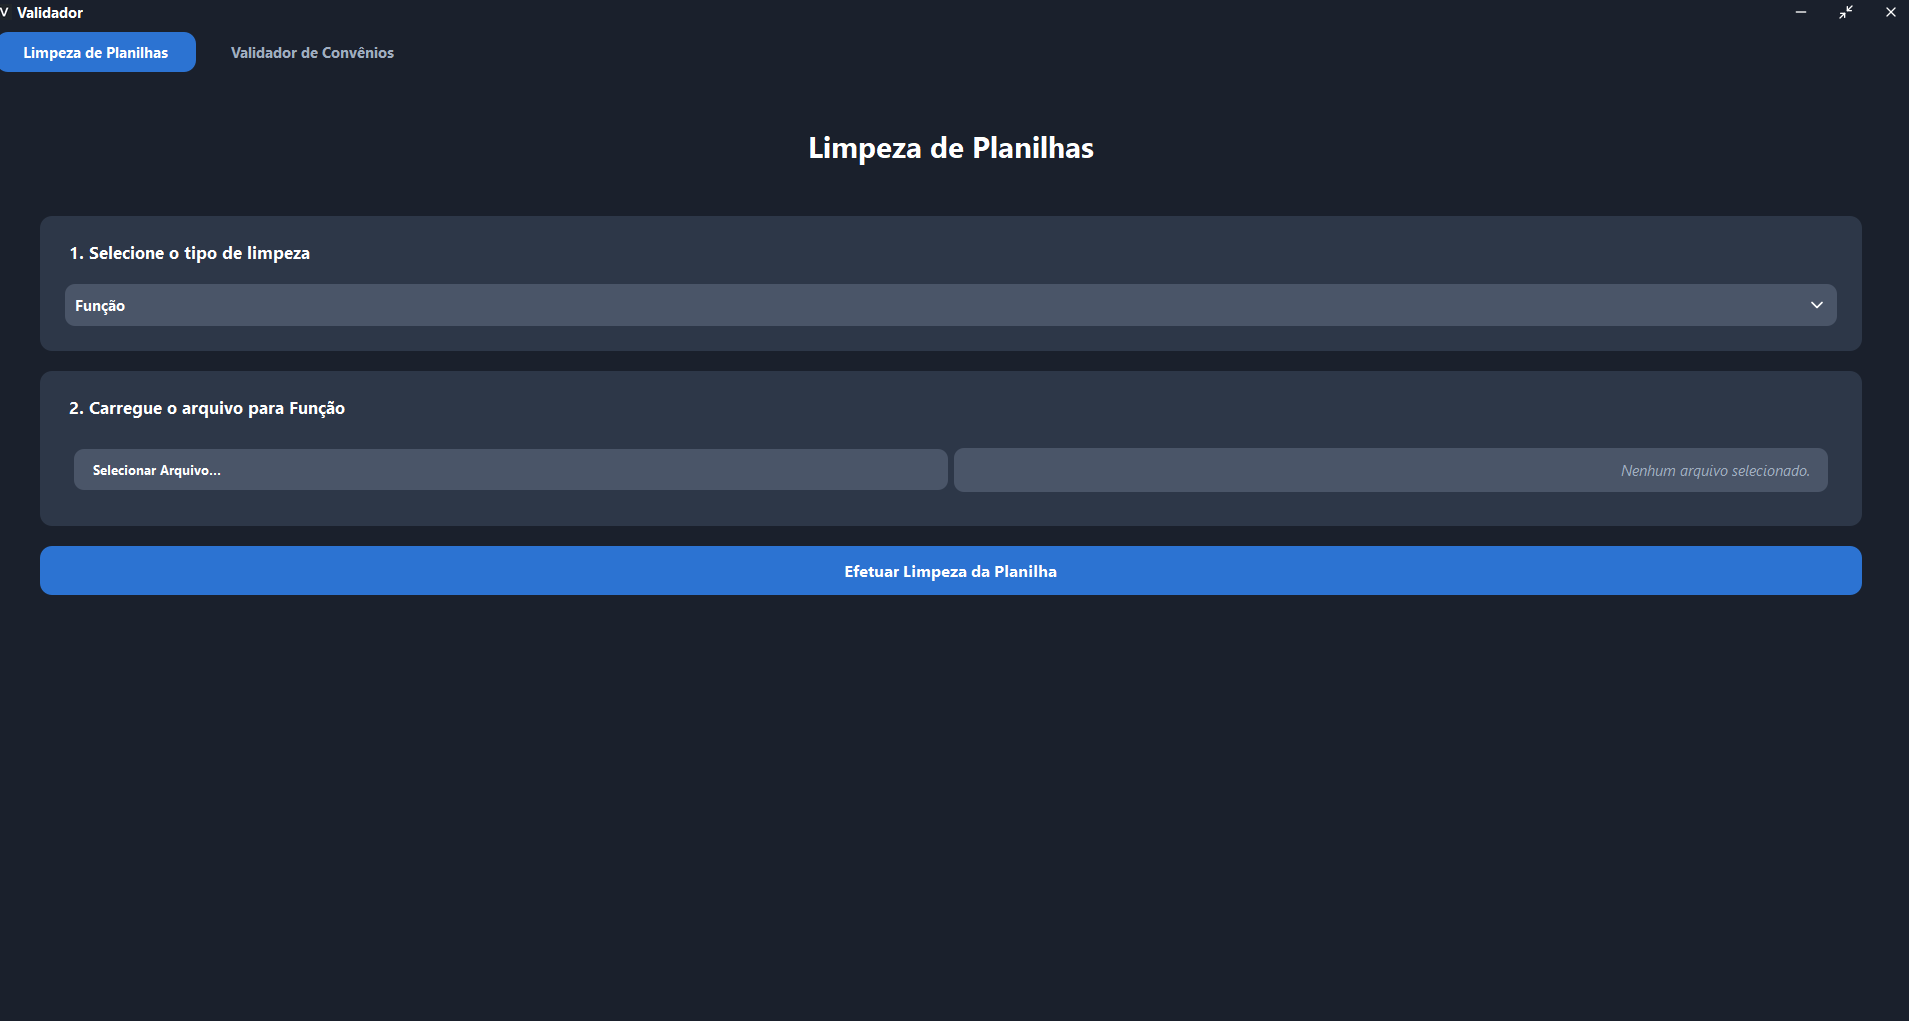 V Validador
Limpeza de Planilhas Validador de Convênios
Limpeza de Planilhas
1. Selecione o tipo de limpeza
Função
2. Carregue o arquivo para Função
Selecionar Arquivo... Nenhum arquivo selecionado.
Efetuar Limpeza da Planilha